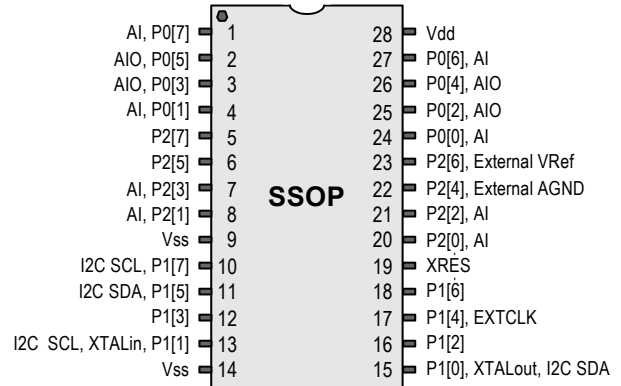 AI, P0[7] 1 28 Vdd
AIO, P0[5] 2 27 P0[6], AI
AIO, P0[3] 3 26 P0[4], AIO
AI, P0[1] 4 25 P0[2], AIO
P2[7] 5 24 P0[0], AI
P2[5] 6 23 P2[6], External VRef
AI, P2[3] 7 SSOP 22 P2[4], External AGND
AI, P2[1] 8 21 P2[2], AI
Vss 9 20 P2[0], AI
I2C SCL, P1[7] 10 19 XRES
I2C SDA, P1[5] 11 18 P1[6]
P1[3] 12 17 P1[4], EXTCLK
I2C SCL, XTALin, P1[1] 13 16 P1[2]
Vss 14 15 P1[0], XTALout, I2C SDA